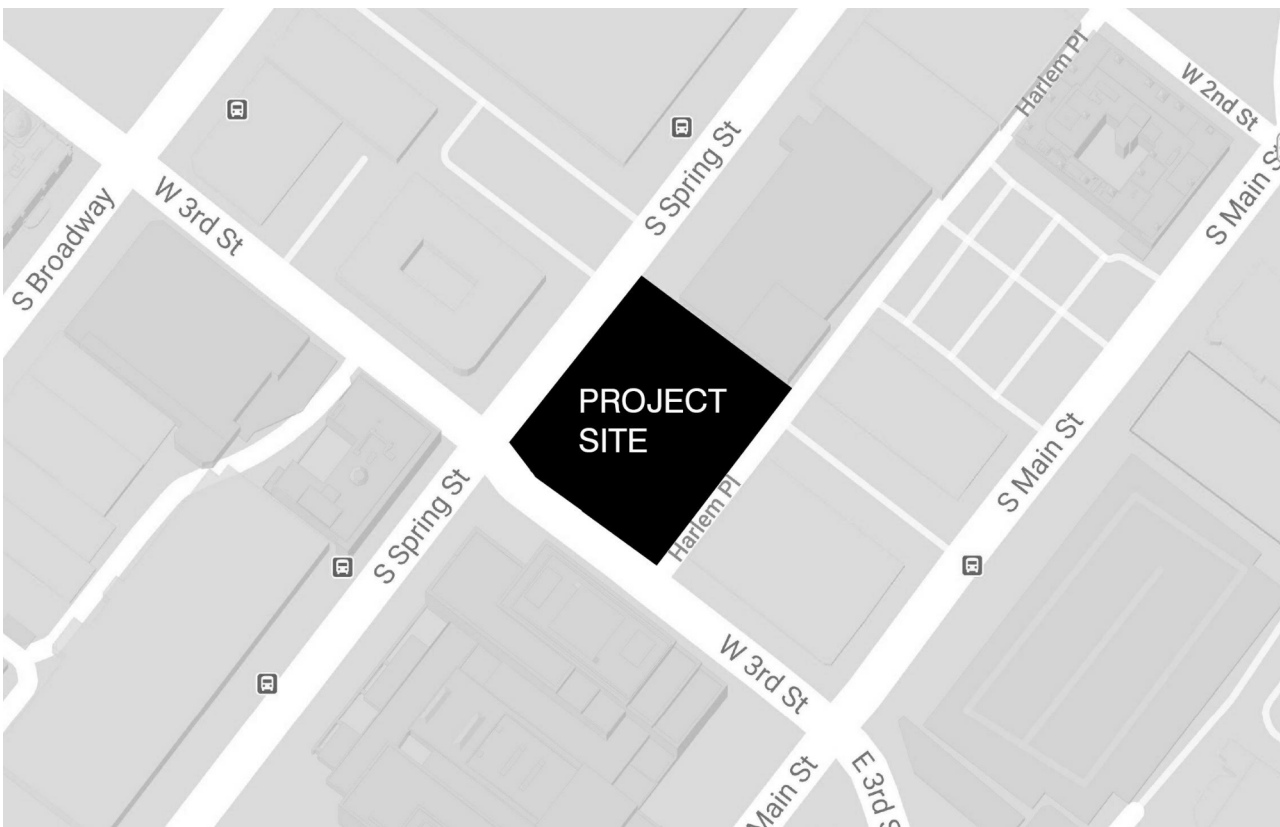 Harlem Pl
W 2nd St
S Spring St
W 3rd St
S Main St
S Broadway
PROJECT
SITE
S Main St
Harlem Pl
S Spring St
W 3rd St
Main St
E 3rd S